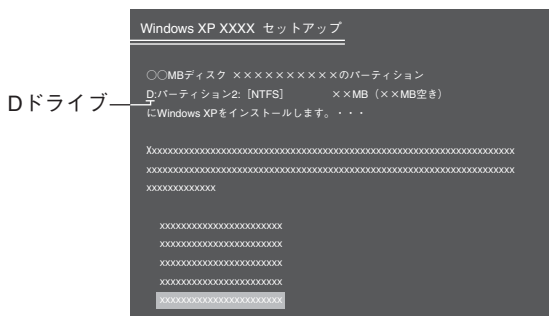 Windows XP XXXX セットアップ
○○MBディスク ××××××××××のパーティション
Dドライブ
D:パーティション2:［NTFS］ ××MB（××MB空き）
にWindows XPをインストールします。・・・
Xxxxxxxxxxxxxxxxxxxxxxxxxxxxxxxxxxxxxxxxxxxxxxxxxxxxxxxxxxxxxxxxxxxxxx
xxxxxxxxxxxxxxxxxxxxxxxxxxxxxxxxxxxxxxxxxxxxxxxxxxxxxxxxxxxxxxxxxxxxxx
xxxxxxxxxxxxx
xxxxxxxxxxxxxxxxxxxxxxx
xxxxxxxxxxxxxxxxxxxxxxx
xxxxxxxxxxxxxxxxxxxxxxx
xxxxxxxxxxxxxxxxxxxxxxx
xxxxxxxxxxxxxxxxxxxxxxx